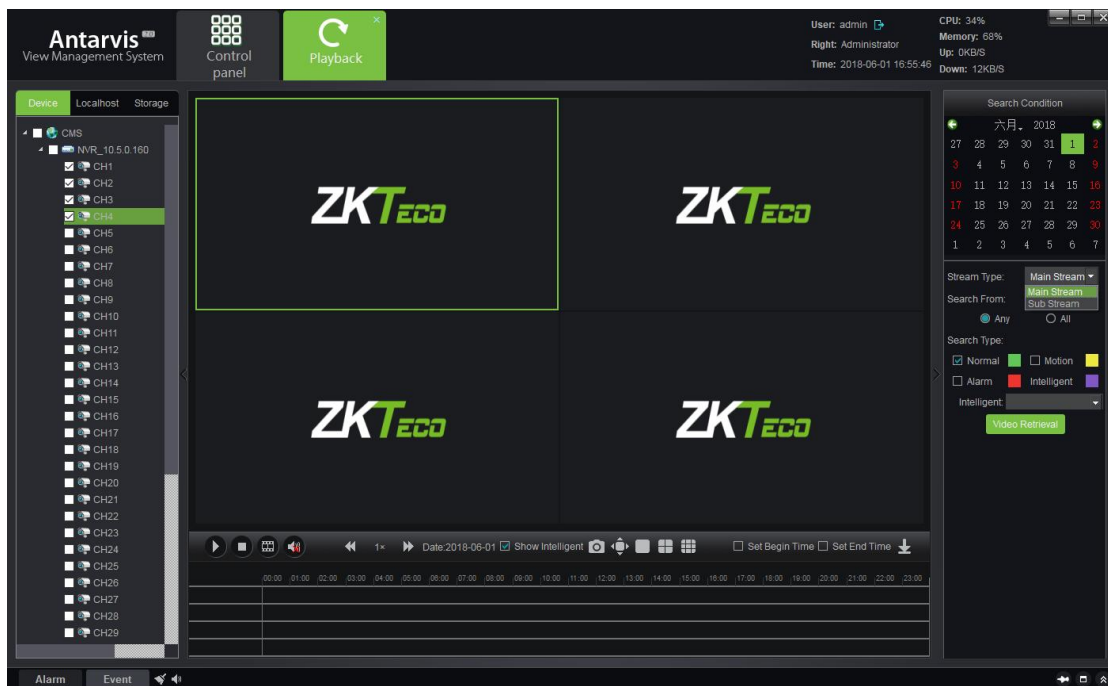 Antarvis 2.0
View Management System
Control
panel
Playback
User: admin
Right: Administrator
Time: 2018-06-01 16:55:46
CPU: 34%
Memory: 68%
Up: 0KB/S
Down: 12KB/S
Device Localhost Storage
CMS
NVR_10.5.0.160
CH1
CH2
CH3
CH4
CH5
CH6
CH7
CH8
CH9
CH10
CH11
CH12
CH13
CH14
CH15
CH16
CH17
CH18
CH19
CH20
CH21
CH22
CH23
CH24
CH25
CH26
CH27
CH28
CH29
ZKTECO
ZKTECO
ZKTECO
ZKTECO
1× Date:2018-06-01 Show Intelligent Set Begin Time Set End Time
00:00 01:00 02:00 03:00 04:00 05:00 06:00 07:00 08:00 09:00 10:00 11:00 12:00 13:00 14:00 15:00 16:00 17:00 18:00 19:00 20:00 21:00 22:00 23:00
Search Condition
六月, 2018
27 28 29 30 31 1 2
3 4 5 6 7 8 9
10 11 12 13 14 15 16
17 18 19 20 21 22 23
24 25 26 27 28 29 30
1 2 3 4 5 6 7
Stream Type: Main Stream
Main Stream
Sub Stream
Search From:
Any All
Search Type:
Normal Motion
Alarm Intelligent
Intelligent:
Video Retrieval
Alarm Event